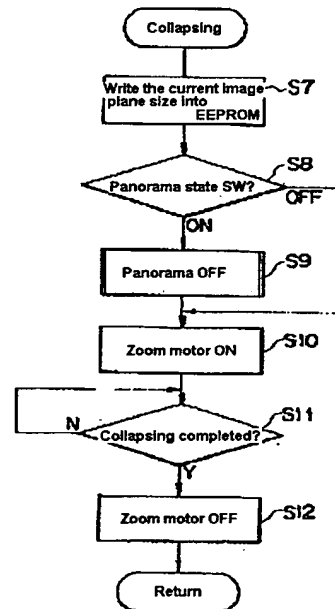 Collapsing
Write the current image
plane size into
EEPROM
S7
Panorama state SW?
S8
OFF
ON
Panorama OFF
S9
Zoom motor ON
S10
Collapsing completed?
S11
N
Y
Zoom motor OFF
S12
Return